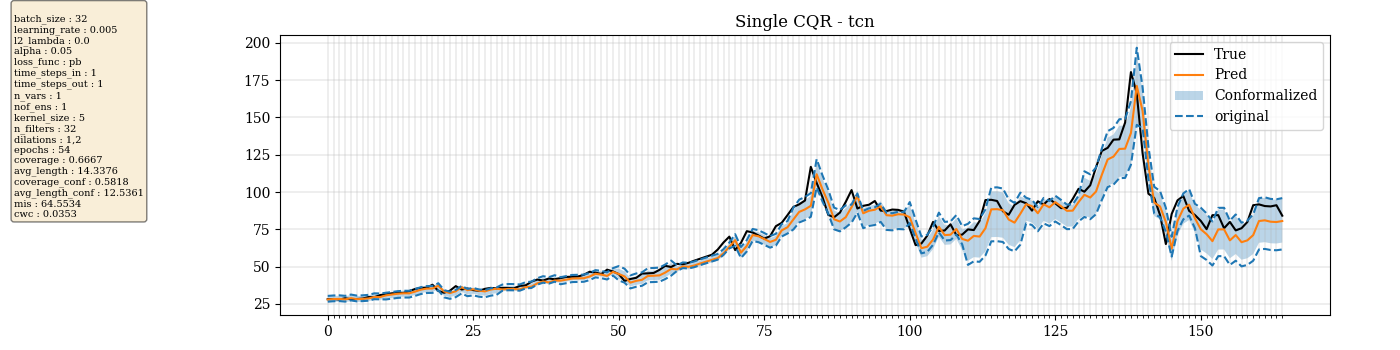 batch_size : 32
learning_rate : 0.005
l2_lambda : 0.0
alpha : 0.05
loss_func : pb
time_steps_in : 1
time_steps_out : 1
n_vars : 1
nof_ens : 1
kernel_size : 5
n_filters : 32
dilations : 1,2
epochs : 54
coverage : 0.6667
avg_length : 14.3376
coverage_conf : 0.5818
avg_length_conf : 12.5361
mis : 64.5534
cwc : 0.0353
Single CQR - tcn
200
175
150
125
100
75
50
25
0 25 50 75 100 125 150
True
Pred
Conformalized
original